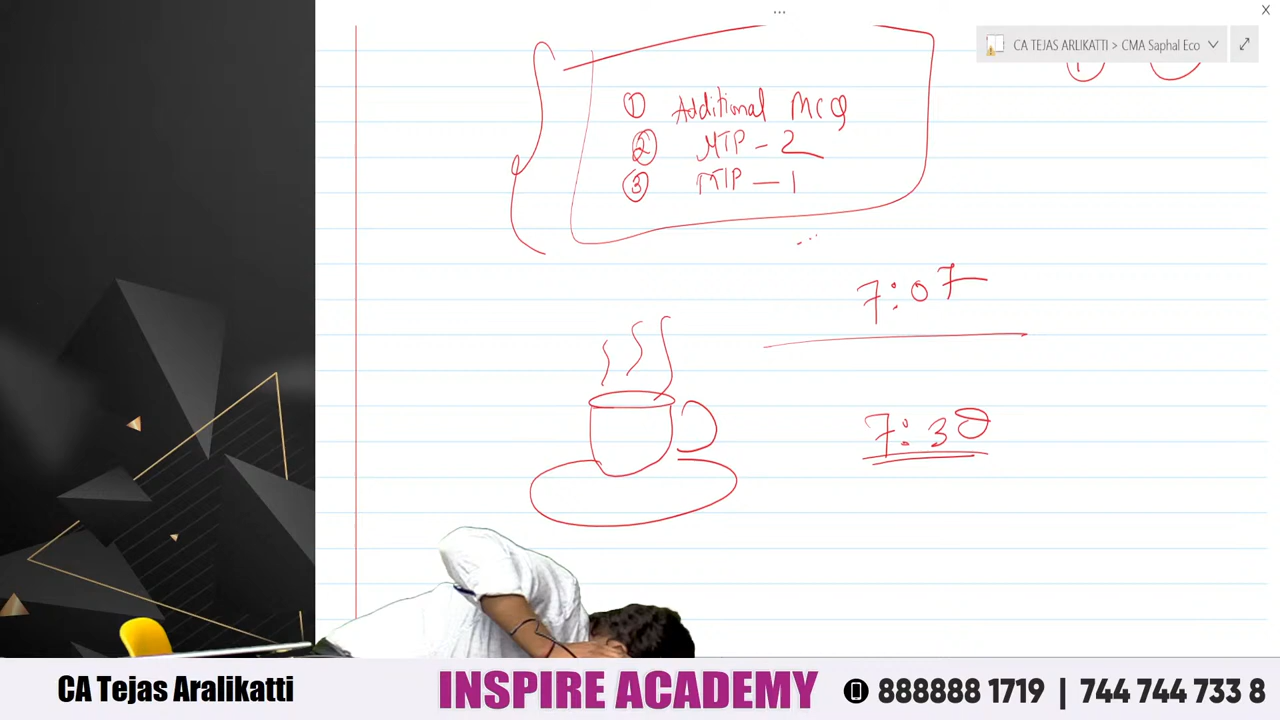 CA TEJAS ARLIKATTI > CMA Saphal Eco
① Additional MCQ
② MTP - 2
③ MTP — 1
7:07
7:30
CA Tejas Aralikatti
INSPIRE ACADEMY
888888 1719 | 744 744 733 8